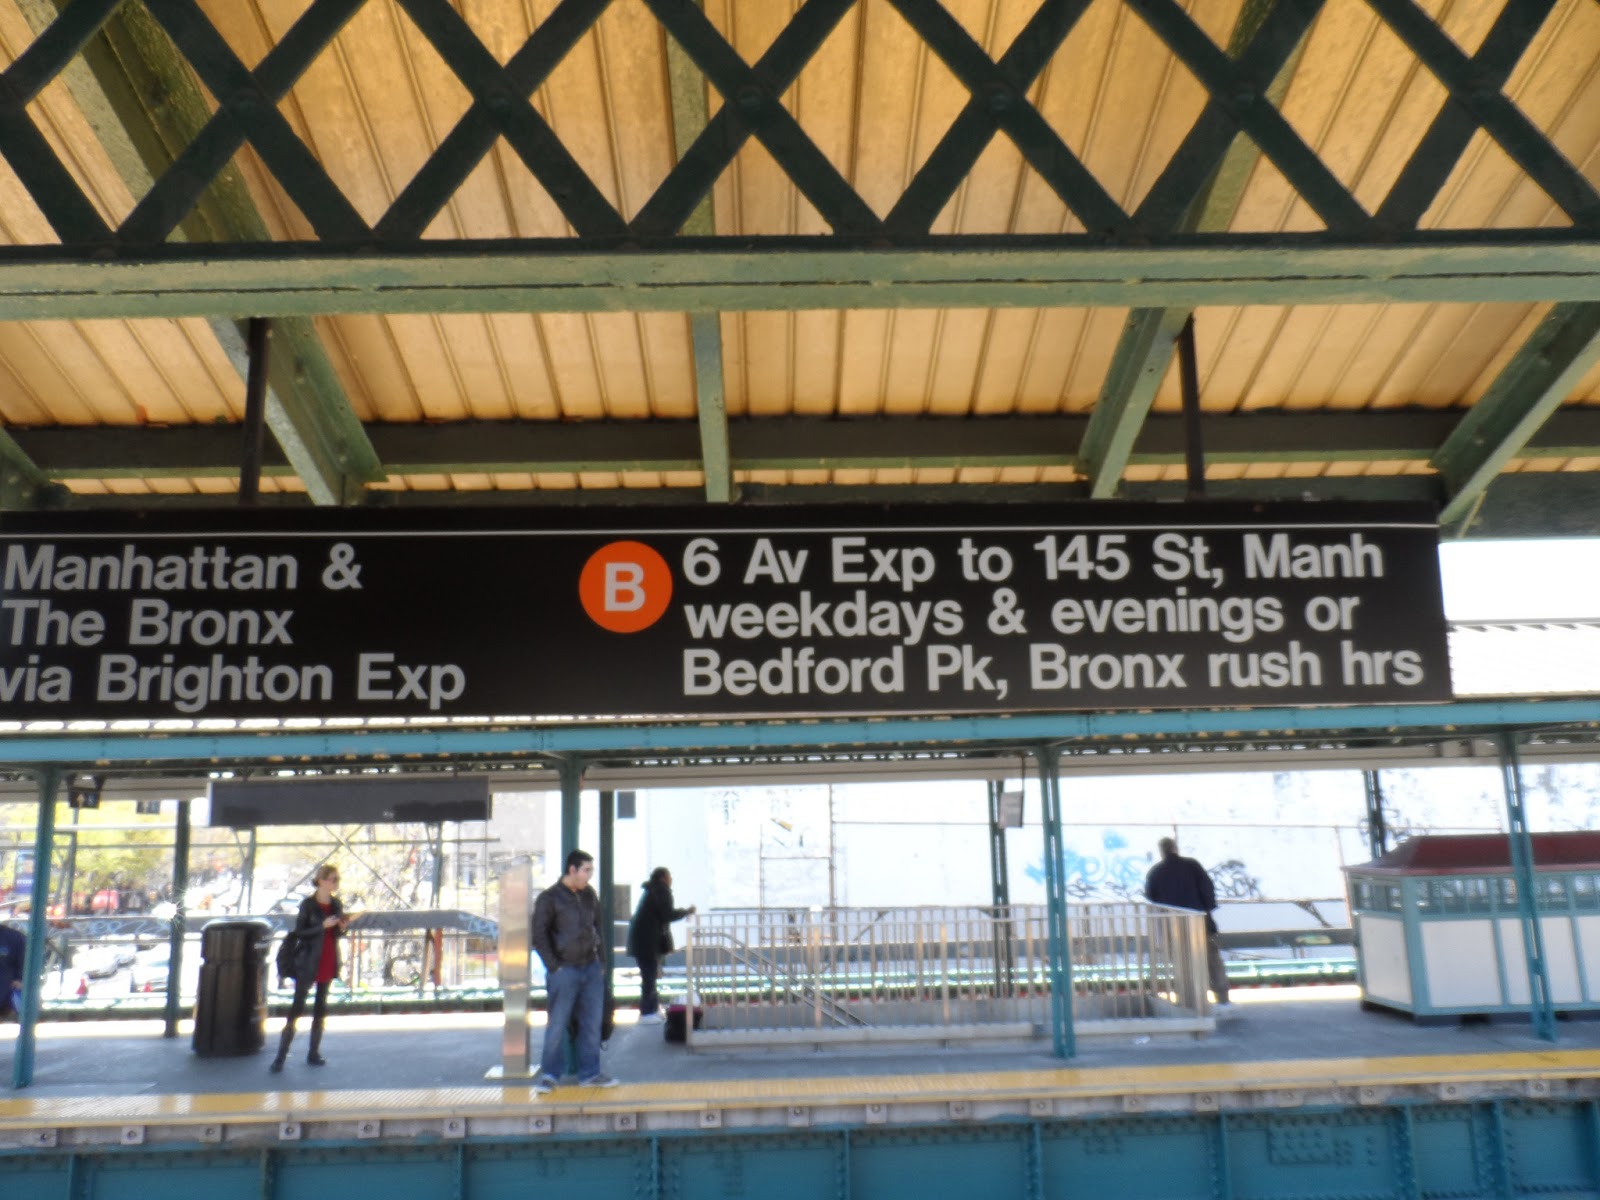 Manhattan &
The Bronx
via Brighton Exp
B
6 Av Exp to 145 St, Manh
weekdays & evenings or
Bedford Pk, Bronx rush hrs